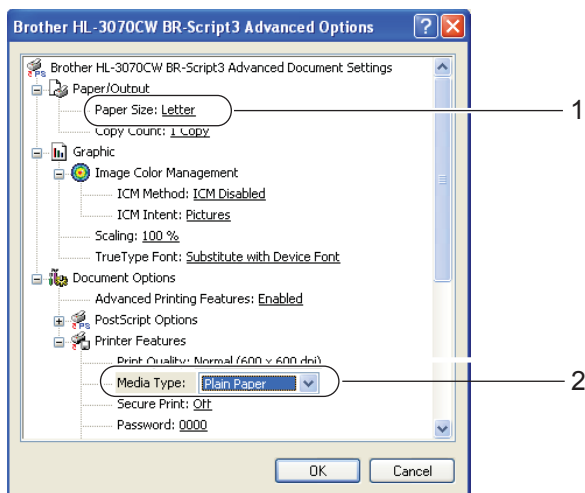 Brother HL-3070CW BR-Script3 Advanced Options
Brother HL-3070CW BR-Script3 Advanced Document Settings
Paper/Output
Paper Size: Letter
1
Copy Count: 1 Copy
Graphic
Image Color Management
ICM Method: ICM Disabled
ICM Intent: Pictures
Scaling: 100 %
TrueType Font: Substitute with Device Font
Document Options
Advanced Printing Features: Enabled
PostScript Options
Printer Features
Print Quality: Normal (600 x 600 dpi)
Media Type: Plain Paper
2
Secure Print: Off
Password: 0000
OK Cancel